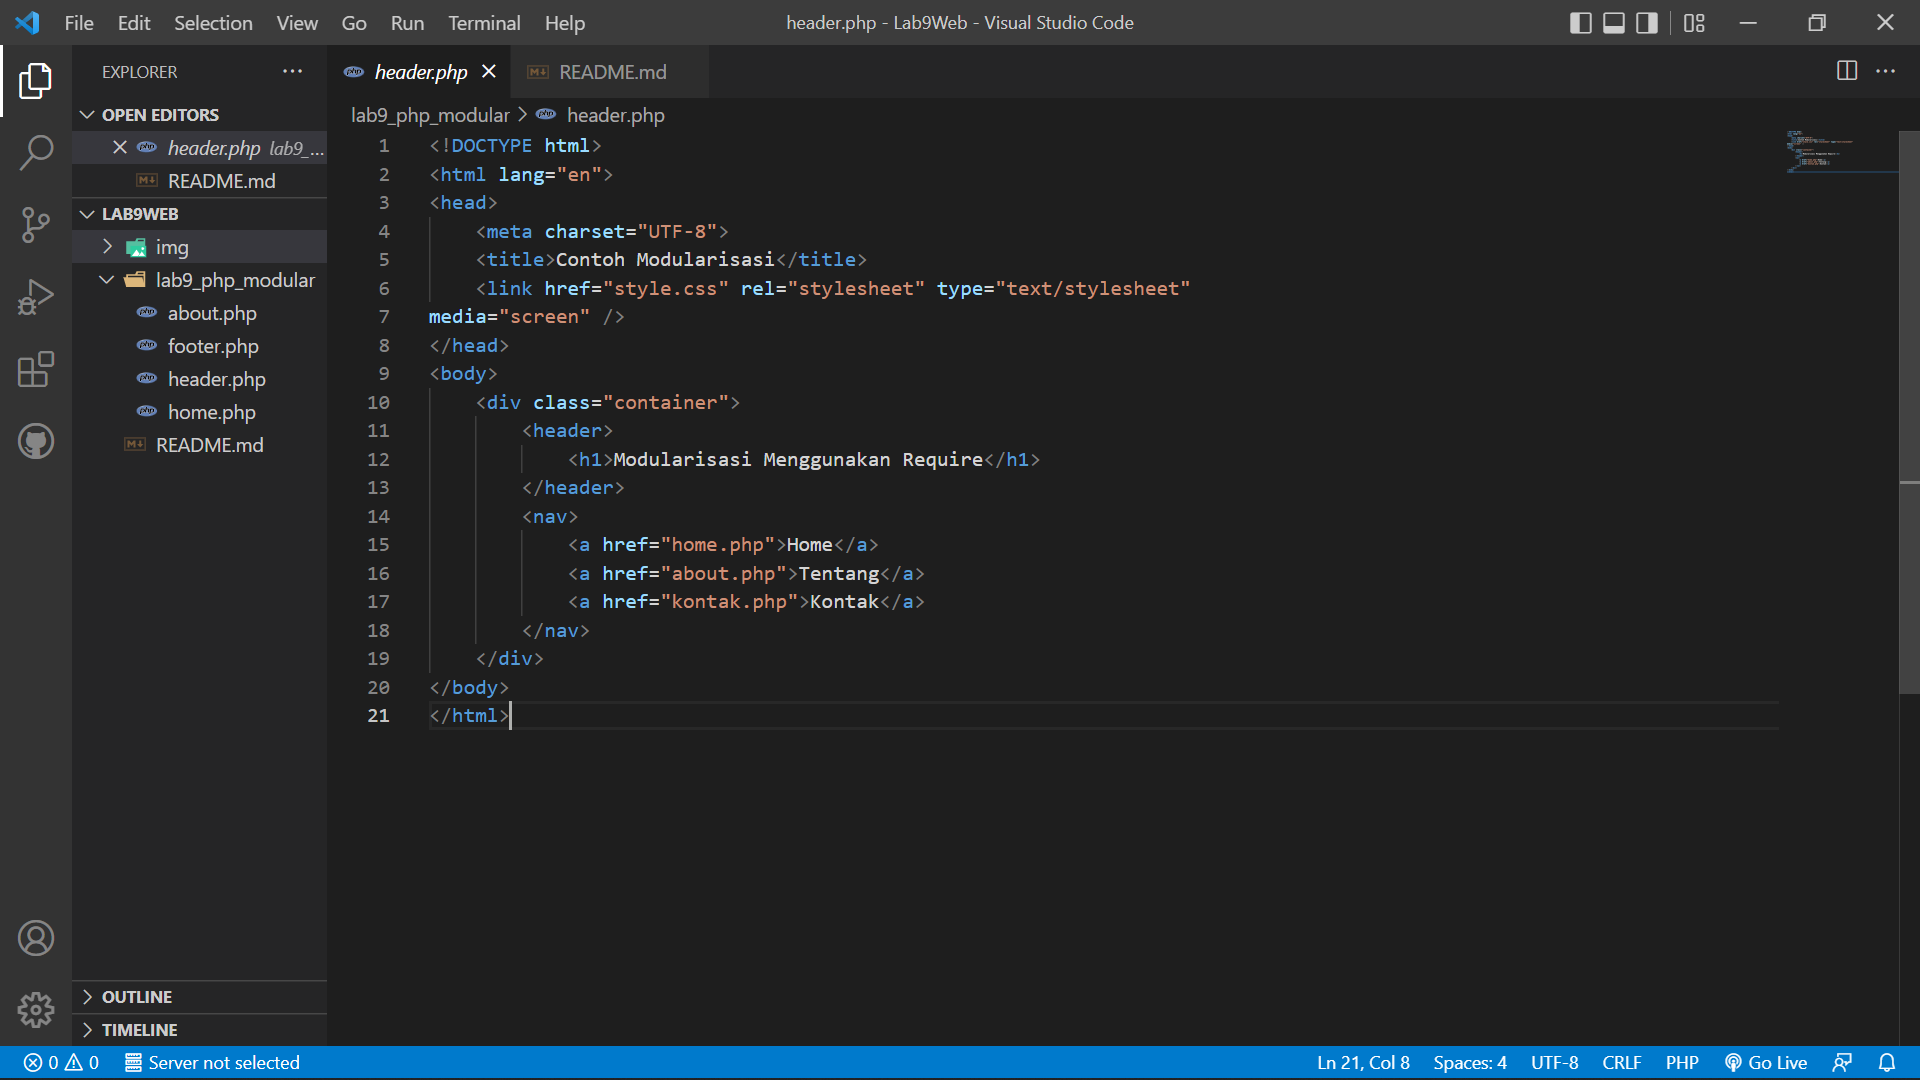 File Edit Selection View Go Run Terminal Help
header.php - Lab9Web - Visual Studio Code
EXPLORER
OPEN EDITORS
header.php lab9_...
README.md
LAB9WEB
img
lab9_php_modular
about.php
footer.php
header.php
home.php
README.md
OUTLINE
TIMELINE
header.php README.md
lab9_php_modular > header.php
1 <!DOCTYPE html>
2 <html lang="en">
3 <head>
4 <meta charset="UTF-8">
5 <title>Contoh Modularisasi</title>
6 <link href="style.css" rel="stylesheet" type="text/stylesheet"
7 media="screen" />
8 </head>
9 <body>
10 <div class="container">
11 <header>
12 <h1>Modularisasi Menggunakan Require</h1>
13 </header>
14 <nav>
15 <a href="home.php">Home</a>
16 <a href="about.php">Tentang</a>
17 <a href="kontak.php">Kontak</a>
18 </nav>
19 </div>
20 </body>
21 </html>
0 0 Server not selected
Ln 21, Col 8 Spaces: 4 UTF-8 CRLF PHP Go Live